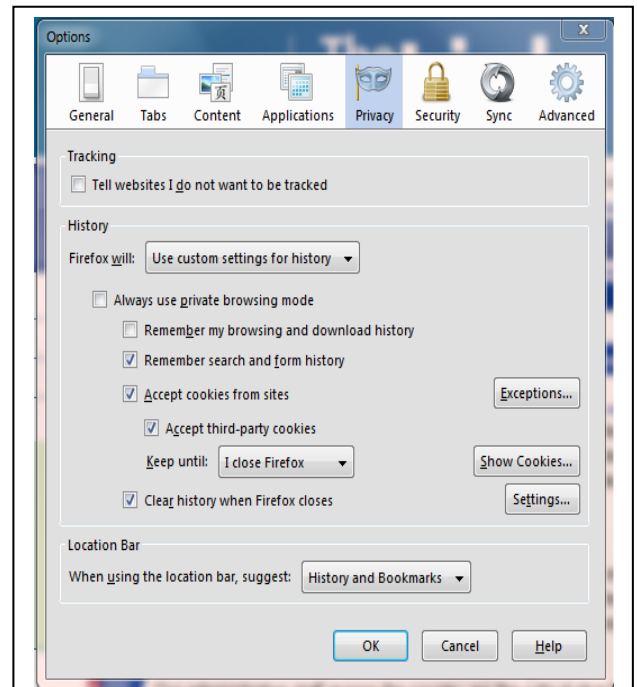 Options
General Tabs Content Applications Privacy Security Sync Advanced
Tracking
Tell websites I do not want to be tracked
History
Firefox will: Use custom settings for history
Always use private browsing mode
Remember my browsing and download history
Remember search and form history
Accept cookies from sites Exceptions...
Accept third-party cookies
Keep until: I close Firefox Show Cookies...
Clear history when Firefox closes Settings...
Location Bar
When using the location bar, suggest: History and Bookmarks
OK Cancel Help